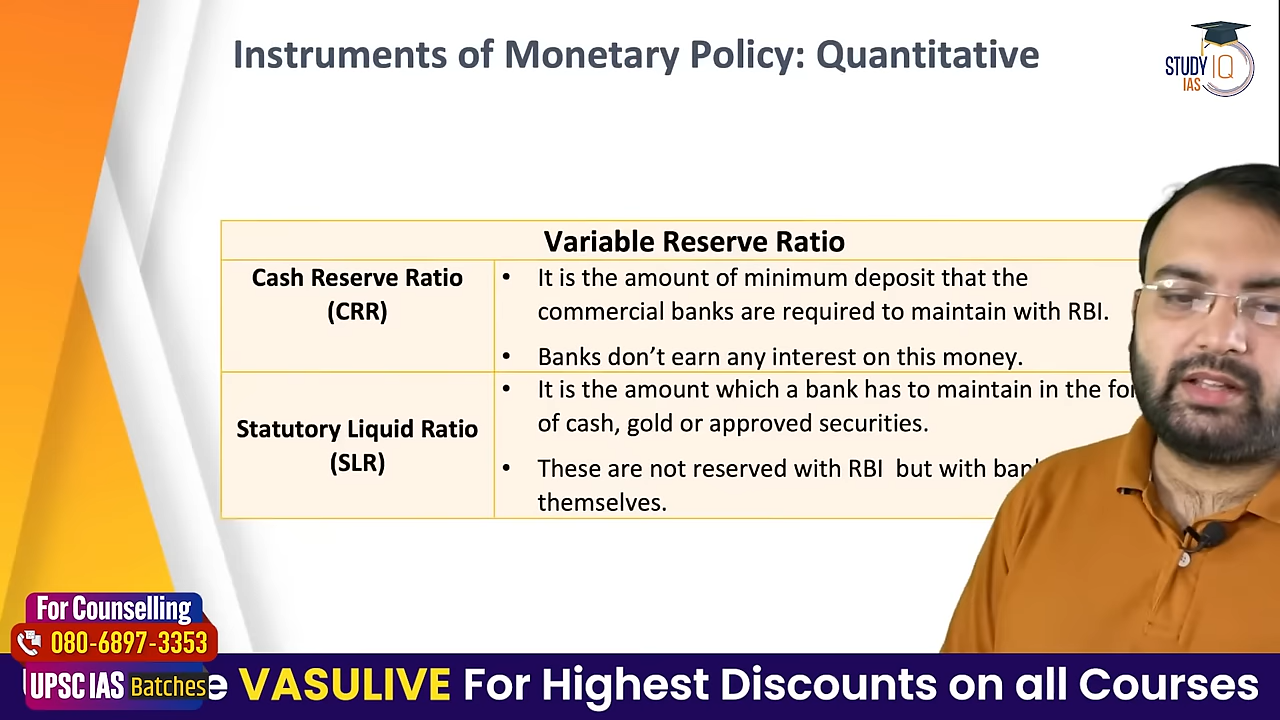 Instruments of Monetary Policy: Quantitative
STUDY IQ
IAS
Variable Reserve Ratio
Cash Reserve Ratio
(CRR)
• It is the amount of minimum deposit that the
commercial banks are required to maintain with RBI.
• Banks don’t earn any interest on this money.
Statutory Liquid Ratio
(SLR)
• It is the amount which a bank has to maintain in the
of cash, gold or approved securities.
• These are not reserved with RBI but with
themselves.
For Counselling
080-6897-3353
UPSC IAS Batches
VASULIVE For Highest Discounts on all Courses